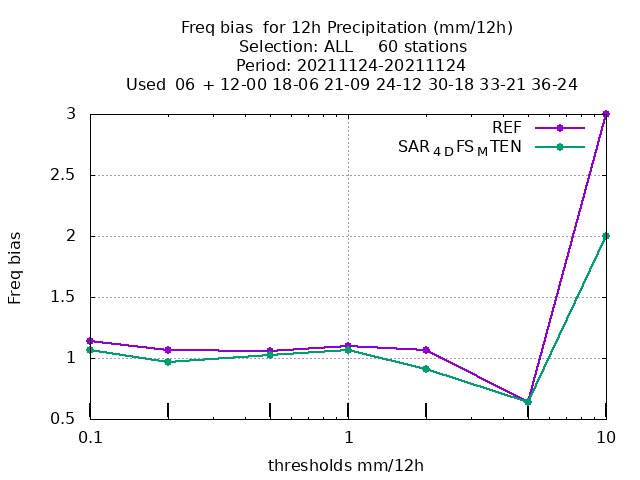 Freq bias  for 12h Precipitation (mm/12h)
Selection: ALL     60 stations
Period: 20211124-20211124
Used  06 + 12-00 18-06 21-09 24-12 30-18 33-21 36-24
REF
SAR4DFSMTEN
3
2.5
2
1.5
1
0.5
Freq bias
0.1 1 10
thresholds mm/12h